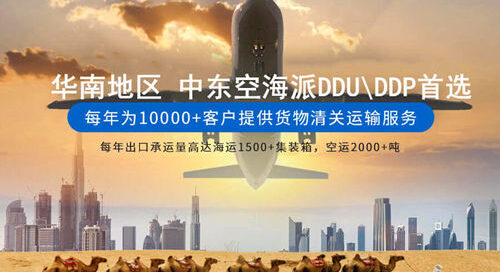 华南地区 中东空海派DDU\DDP首选
每年为10000+客户提供货物清关运输服务
每年出口承运量高达海运1500+集装箱，空运2000+吨